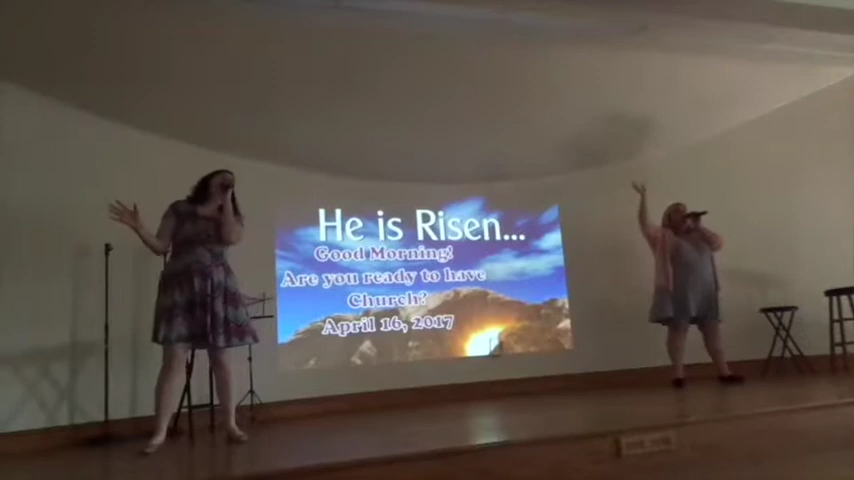 He is Risen...
Good Morning!
Are you ready to have
Church?
April 16, 2017